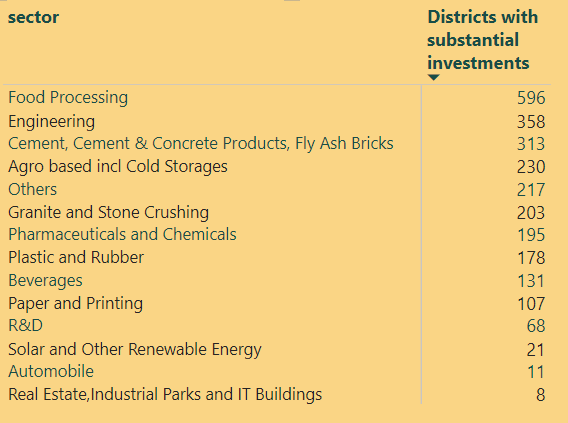 sector Districts with
substantial
investments
Food Processing 596
Engineering 358
Cement, Cement & Concrete Products, Fly Ash Bricks 313
Agro based incl Cold Storages 230
Others 217
Granite and Stone Crushing 203
Pharmaceuticals and Chemicals 195
Plastic and Rubber 178
Beverages 131
Paper and Printing 107
R&D 68
Solar and Other Renewable Energy 21
Automobile 11
Real Estate,Industrial Parks and IT Buildings 8